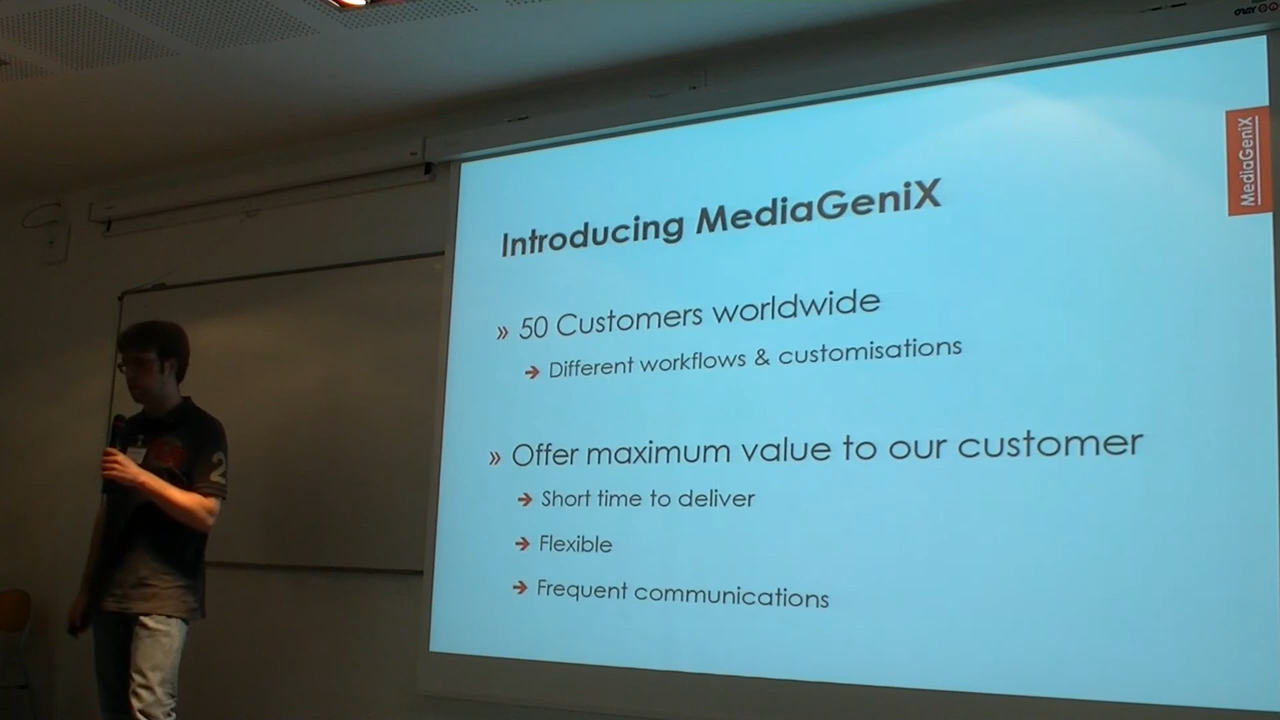 MediaGeniX
Introducing MediaGeniX
» 50 Customers worldwide
➔ Different workflows & customisations
» Offer maximum value to our customer
➔ Short time to deliver
➔ Flexible
➔ Frequent communications
2